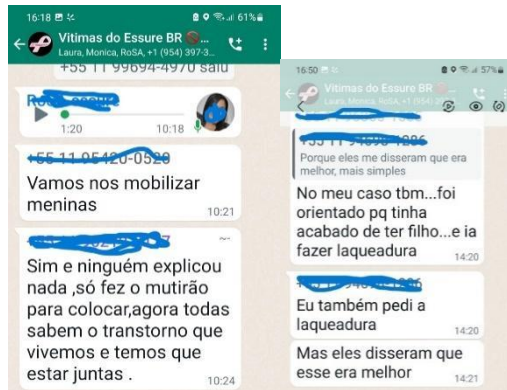 16:18
61%
Vitimas do Essure BR
Laura, Monica, RoSA, +1 (954) 397-3...
+55 11 99694-4970 saiu
1:20
10:18
Vamos nos mobilizar
meninas
10:21
Sim e ninguém explicou
nada ,só fez o mutirão
para colocar,agora todas
sabem o transtorno que
vivemos e temos que
estar juntas .
10:24
16:50
57%
Vitimas do Essure BR
Laura, Monica, RoSA, +1 (954)
Porque eles me disseram que era
melhor, mais simples
No meu caso tbm...foi
orientado pq tinha
acabado de ter filho...e ia
fazer laqueadura
14:20
Eu também pedi a
laqueadura
14:20
Mas eles disseram que
esse era melhor
14:21